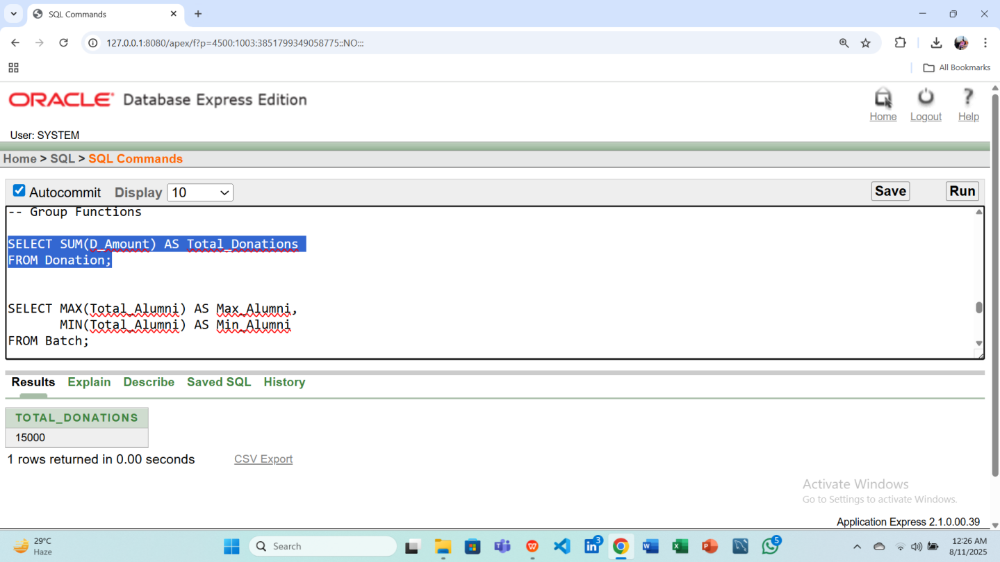 SQL Commands
127.0.0.1:8080/apex/f?p=4500:1003:3851799349058775::NO:::
All Bookmarks
ORACLE Database Express Edition
Home Logout Help
User: SYSTEM
Home > SQL > SQL Commands
Autocommit Display 10 Save Run
-- Group Functions
SELECT SUM(D_Amount) AS Total_Donations
FROM Donation;
SELECT MAX(Total_Alumni) AS Max_Alumni,
MIN(Total_Alumni) AS Min_Alumni
FROM Batch;
Results Explain Describe Saved SQL History
TOTAL_DONATIONS
15000
1 rows returned in 0.00 seconds CSV Export
Activate Windows
Go to Settings to activate Windows.
Application Express 2.1.0.00.39
29°C
Haze
Search
3
5
12:26 AM
8/11/2025